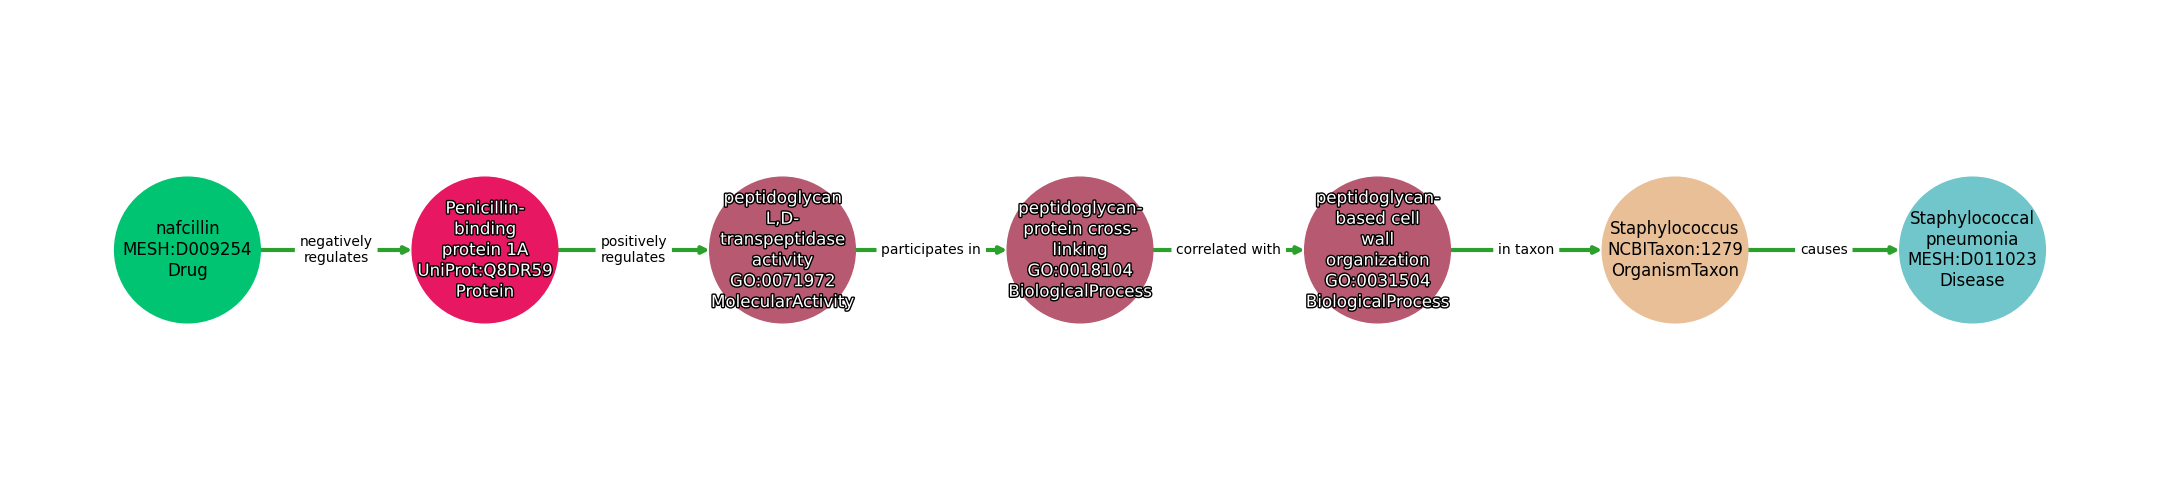 nafcillin
MESH:D009254
Drug
negatively
regulates
Penicillin-
binding
protein 1A
UniProt:Q8DR59
Protein
positively
regulates
peptidoglycan
L,D-
transpeptidase
activity
GO:0071972
MolecularActivity
participates in
peptidoglycan-
protein cross-
linking
GO:0018104
BiologicalProcess
correlated with
peptidoglycan-
based cell
wall
organization
GO:0031504
BiologicalProcess
in taxon
Staphylococcus
NCBITaxon:1279
OrganismTaxon
causes
Staphylococcal
pneumonia
MESH:D011023
Disease